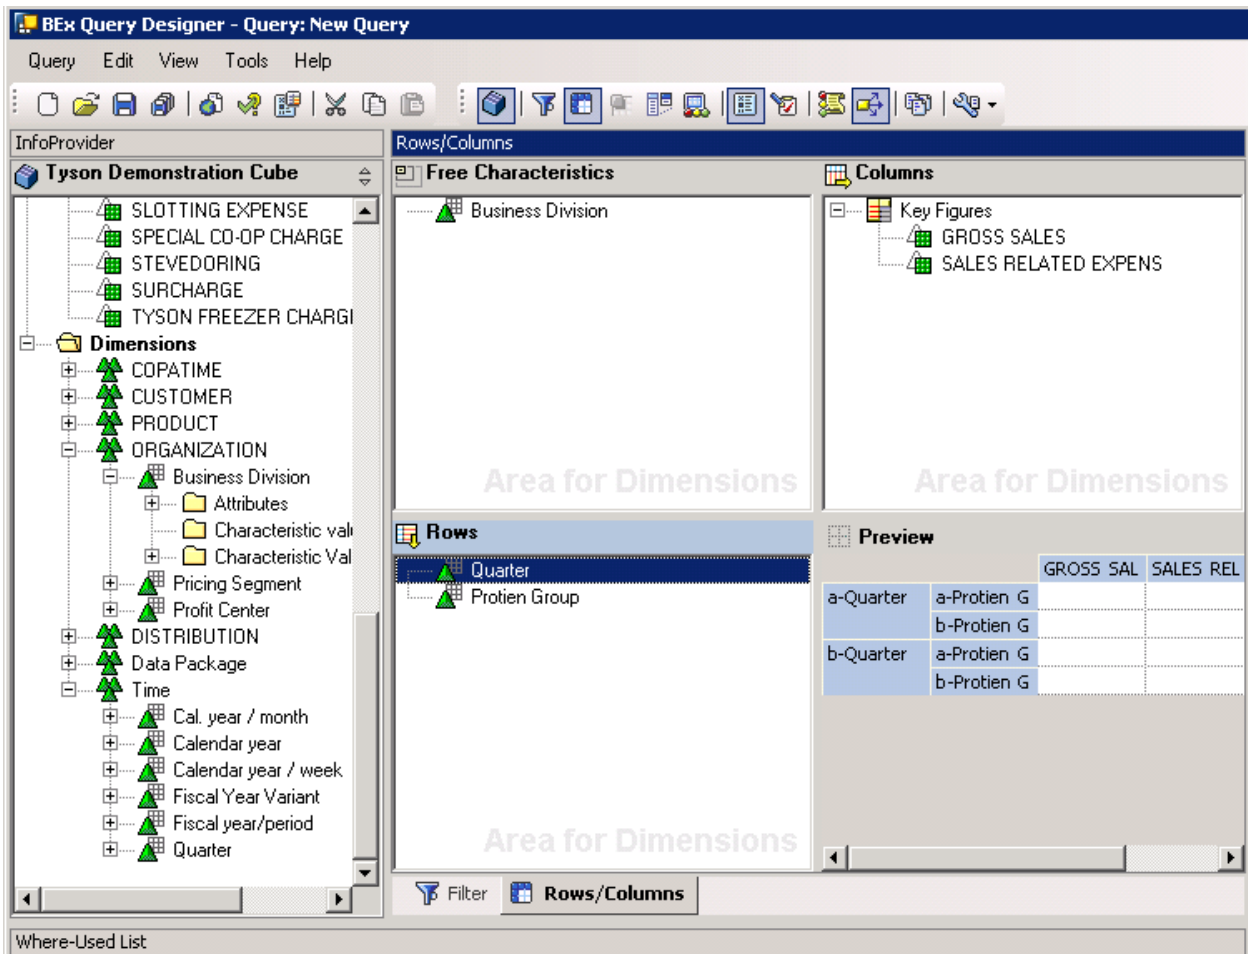 BEx Query Designer - Query: New Query
Query Edit View Tools Help
InfoProvider
Rows/Columns
Tyson Demonstration Cube
SLOTTING EXPENSE
SPECIAL CO-OP CHARGE
STEVEDORING
SURCHARGE
TYSON FREEZER CHARGI
Dimensions
COPATIME
CUSTOMER
PRODUCT
ORGANIZATION
Business Division
Attributes
Characteristic valu
Characteristic Val
Pricing Segment
Profit Center
DISTRIBUTION
Data Package
Time
Cal. year / month
Calendar year
Calendar year / week
Fiscal Year Variant
Fiscal year/period
Quarter
Free Characteristics
Business Division
Area for Dimensions
Columns
Key Figures
GROSS SALES
SALES RELATED EXPENS
Area for Dimensions
Rows
Quarter
Protien Group
Area for Dimensions
Preview
GROSS SAL SALES REL
a-Quarter a-Protien G
b-Protien G
b-Quarter a-Protien G
b-Protien G
Filter Rows/Columns
Where-Used List